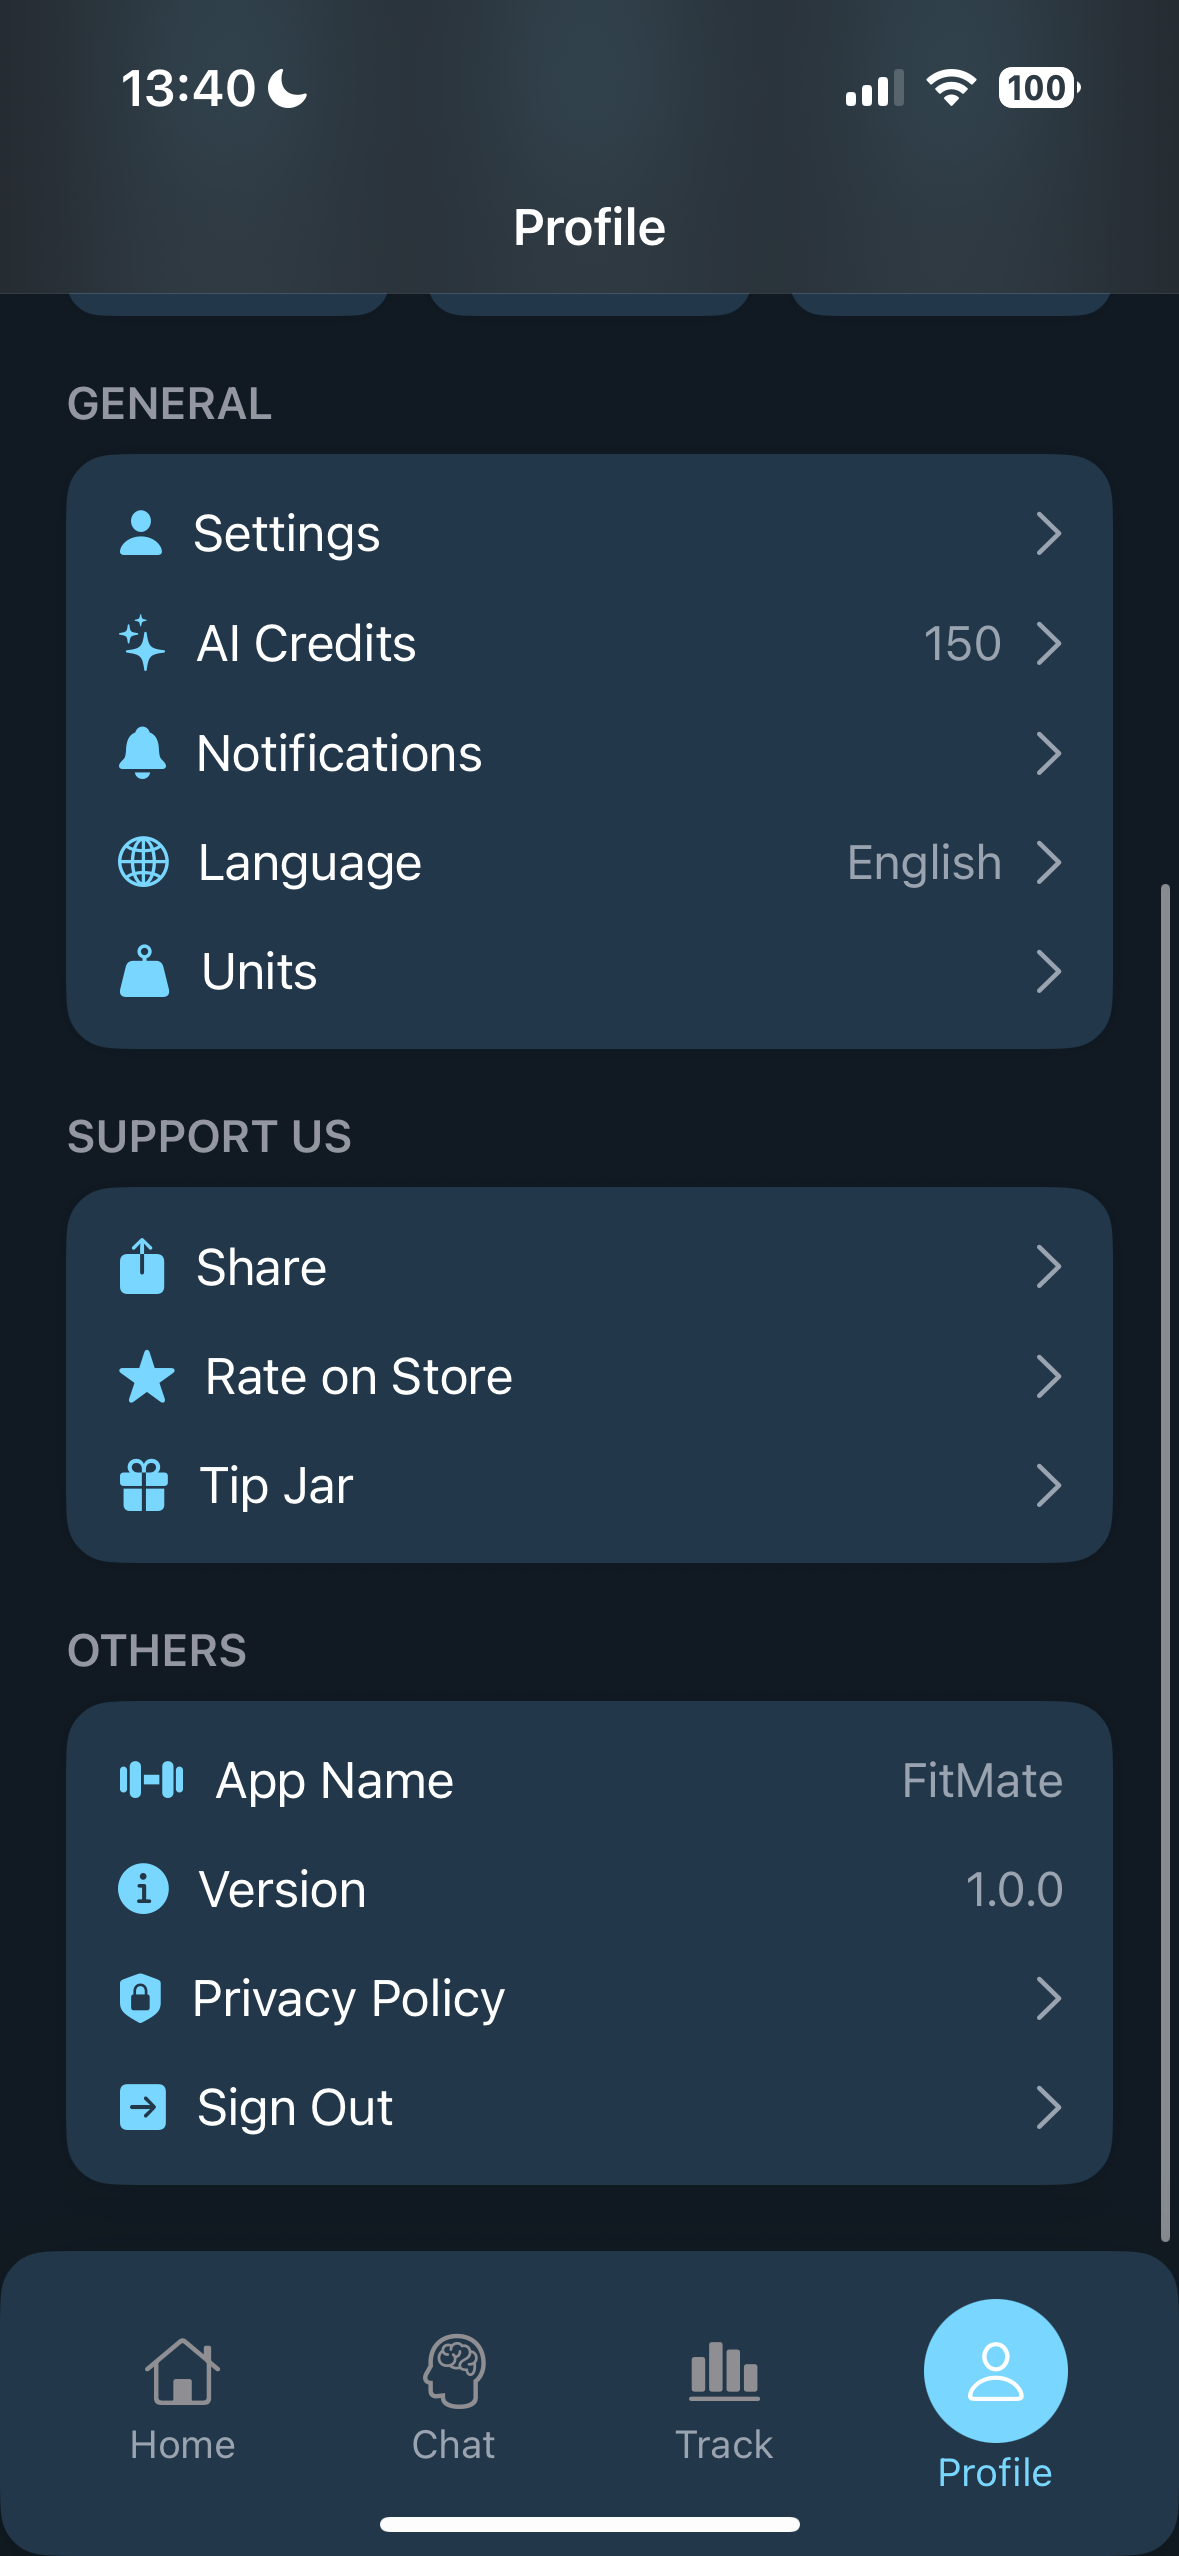 13:40
100
Profile
GENERAL
Settings
AI Credits 150
Notifications
Language English
Units
SUPPORT US
Share
Rate on Store
Tip Jar
OTHERS
App Name FitMate
Version 1.0.0
Privacy Policy
Sign Out
Home Chat Track Profile